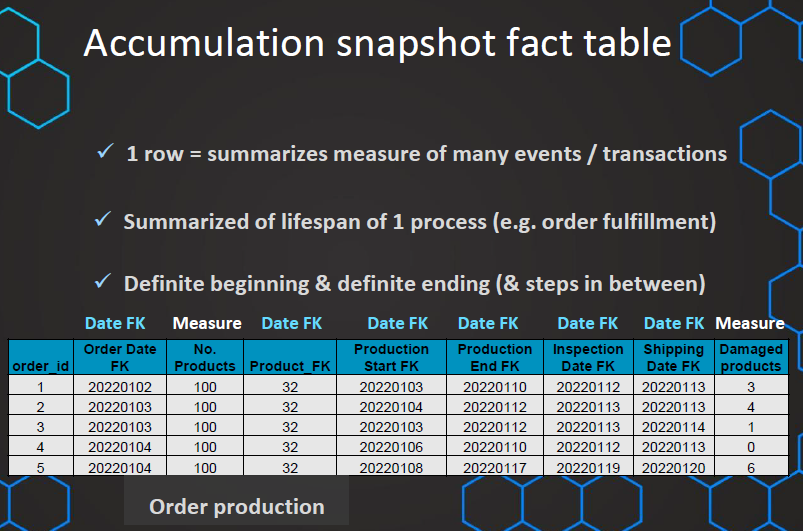 Accumulation snapshot fact table
✓ 1 row = summarizes measure of many events / transactions
✓ Summarized of lifespan of 1 process (e.g. order fulfillment)
✓ Definite beginning & definite ending (& steps in between)
Date FK Measure Date FK Date FK Date FK Date FK Date FK Measure
order_id Order Date FK No. Products Product_FK Production Start FK Production End FK Inspection Date FK Shipping Date FK Damaged products
1 20220102 100 32 20220103 20220110 20220112 20220113 3
2 20220103 100 32 20220104 20220112 20220113 20220113 4
3 20220103 100 32 20220103 20220112 20220113 20220114 1
4 20220104 100 32 20220106 20220110 20220112 20220113 0
5 20220104 100 32 20220108 20220117 20220119 20220120 6
Order production